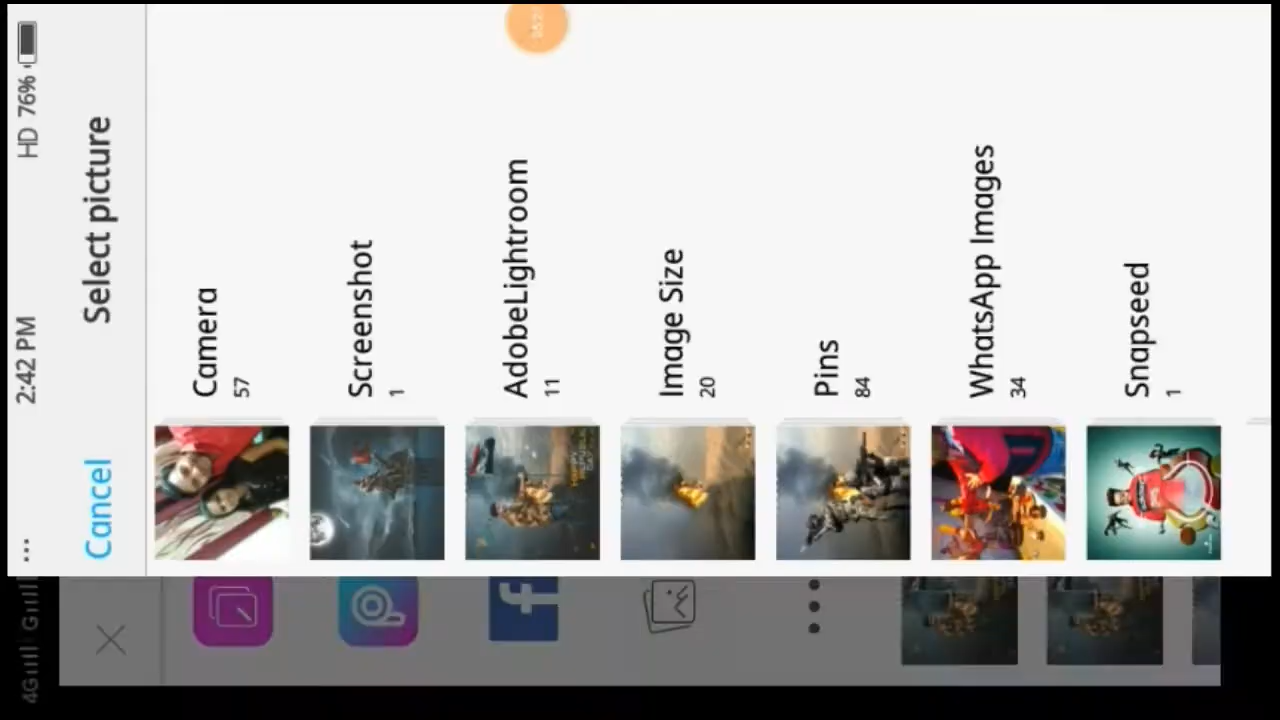 4G G 2:42 PM HD 76%
Cancel Select picture
Camera
57
Screenshot
1
AdobeLightroom
11
Image Size
20
Pins
84
WhatsApp Images
34
Snapseed
1